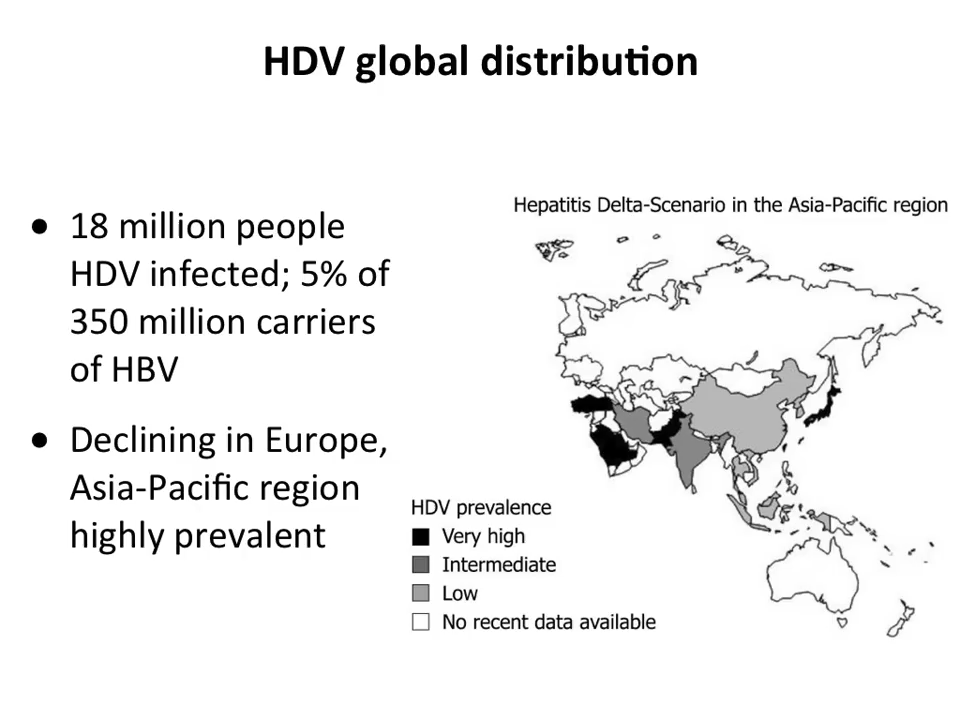 HDV global distribution
• 18 million people
HDV infected; 5% of
350 million carriers
of HBV
• Declining in Europe,
Asia-Pacific region
highly prevalent
Hepatitis Delta-Scenario in the Asia-Pacific region
HDV prevalence
Very high
Intermediate
Low
No recent data available